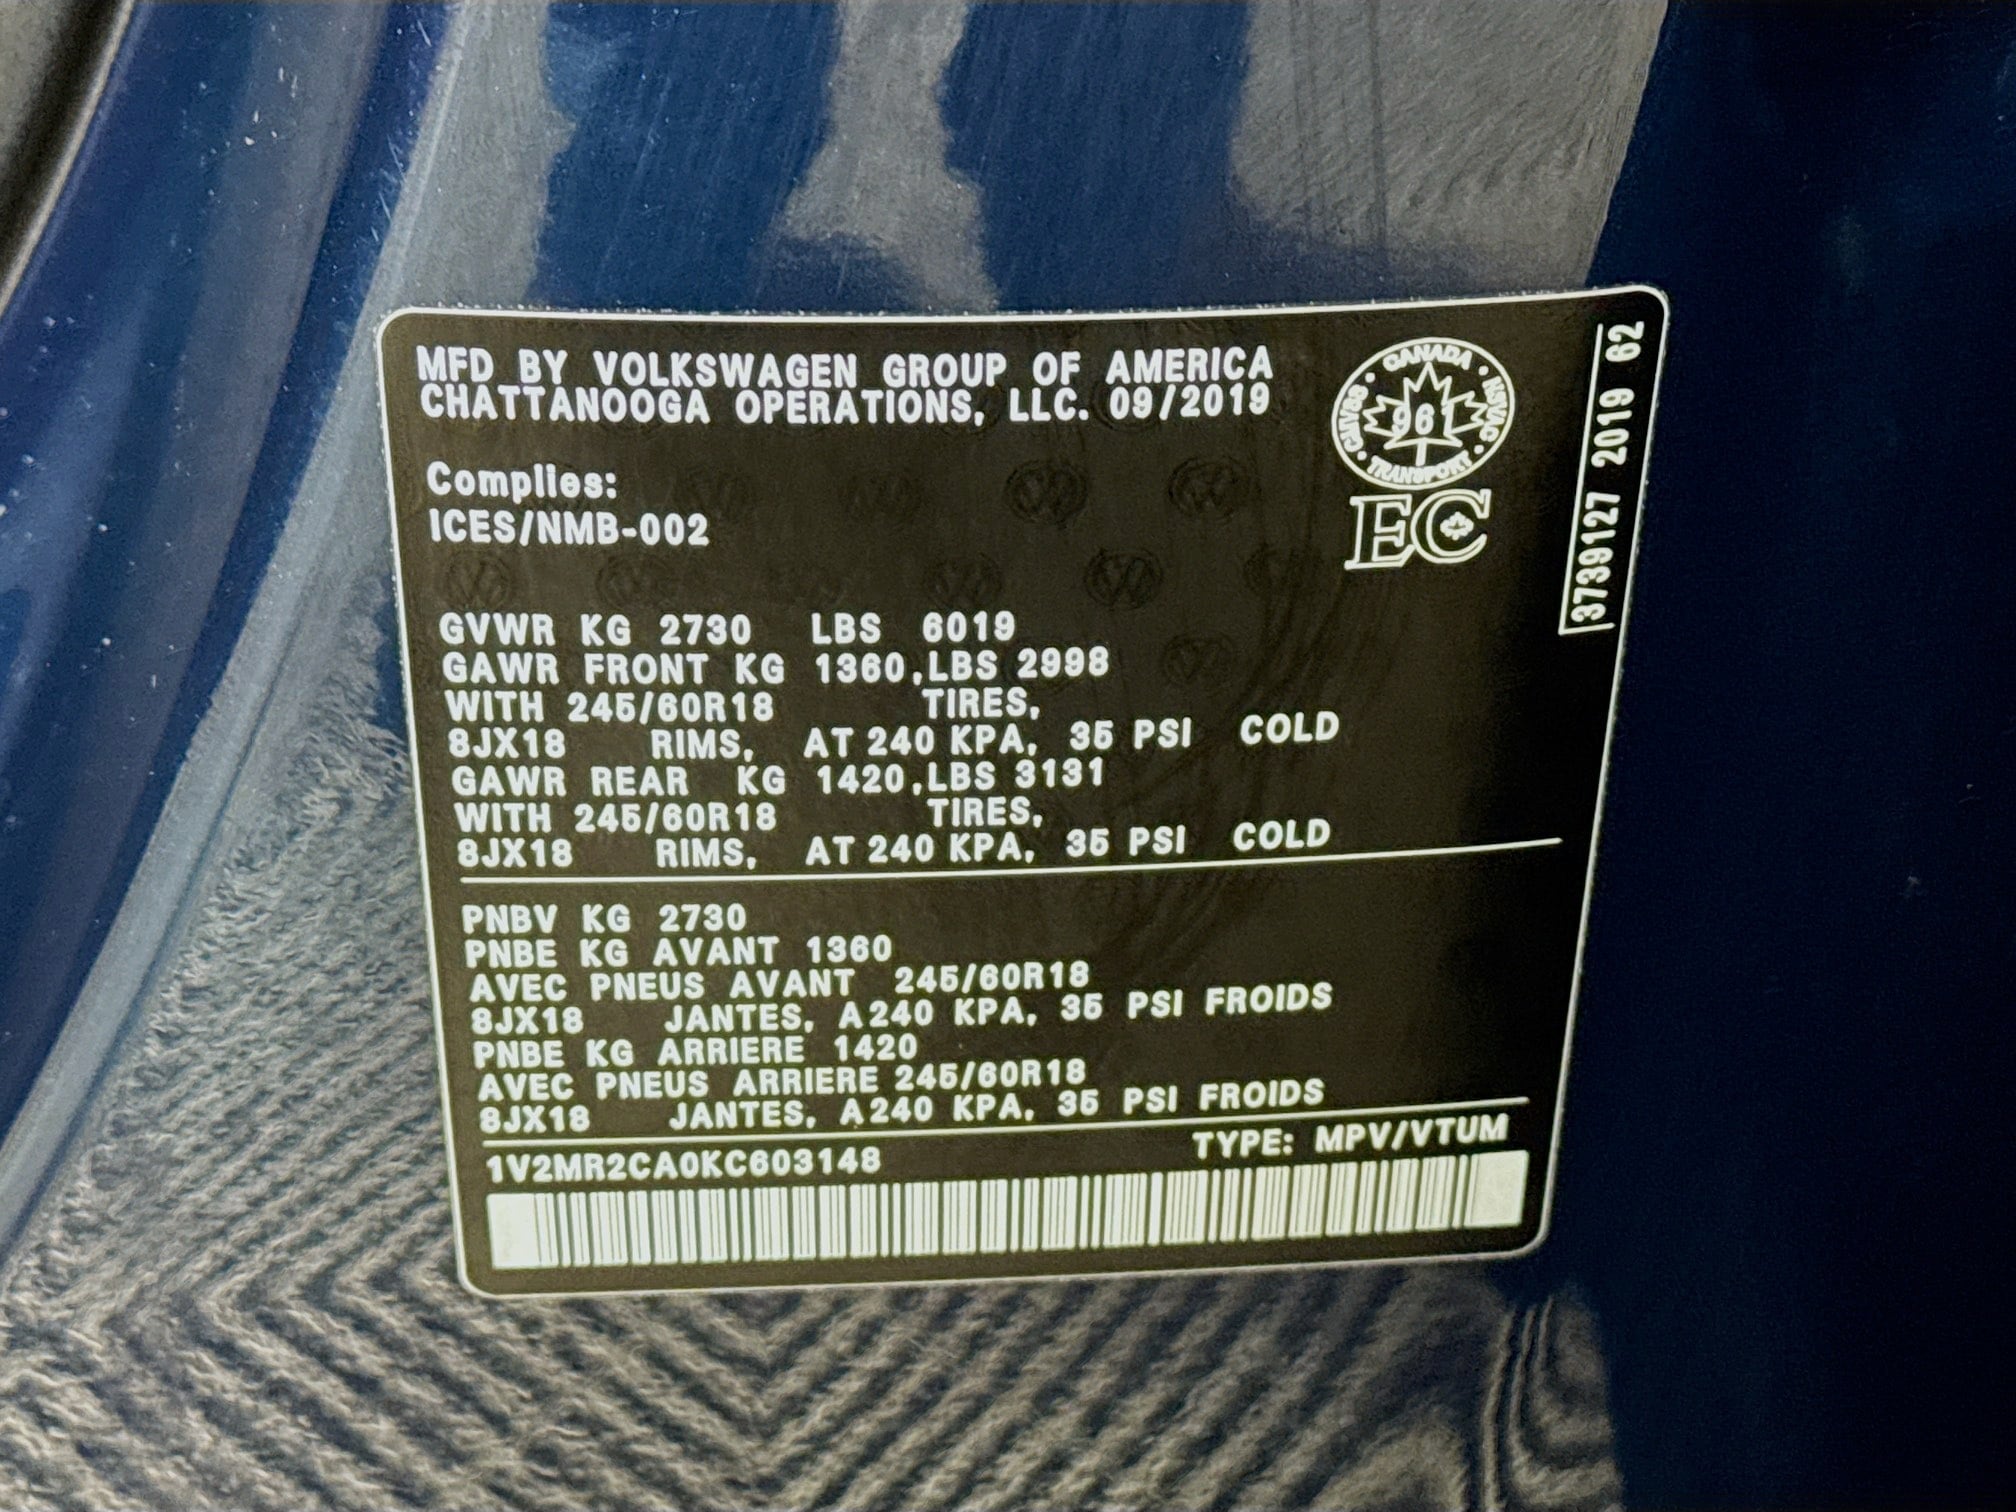 MFD BY VOLKSWAGEN GROUP OF AMERICA
CHATTANOOGA OPERATIONS, LLC. 09/2019
CANADA
NSVAC
TRANSPORT
961
EC
3739127 2019 62
Complies:
ICES/NMB-002
GVWR KG 2730 LBS 6019
GAWR FRONT KG 1360,LBS 2998
WITH 245/60R18 TIRES,
8JX18 RIMS, AT 240 KPA, 35 PSI COLD
GAWR REAR KG 1420,LBS 3131
WITH 245/60R18 TIRES,
8JX18 RIMS, AT 240 KPA, 35 PSI COLD
PNBV KG 2730
PNBE KG AVANT 1360
AVEC PNEUS AVANT 245/60R18
8JX18 JANTES, A 240 KPA, 35 PSI FROIDS
PNBE KG ARRIERE 1420
AVEC PNEUS ARRIERE 245/60R18
8JX18 JANTES, A 240 KPA, 35 PSI FROIDS
1V2MR2CA0KC603148 TYPE: MPV/VTUM